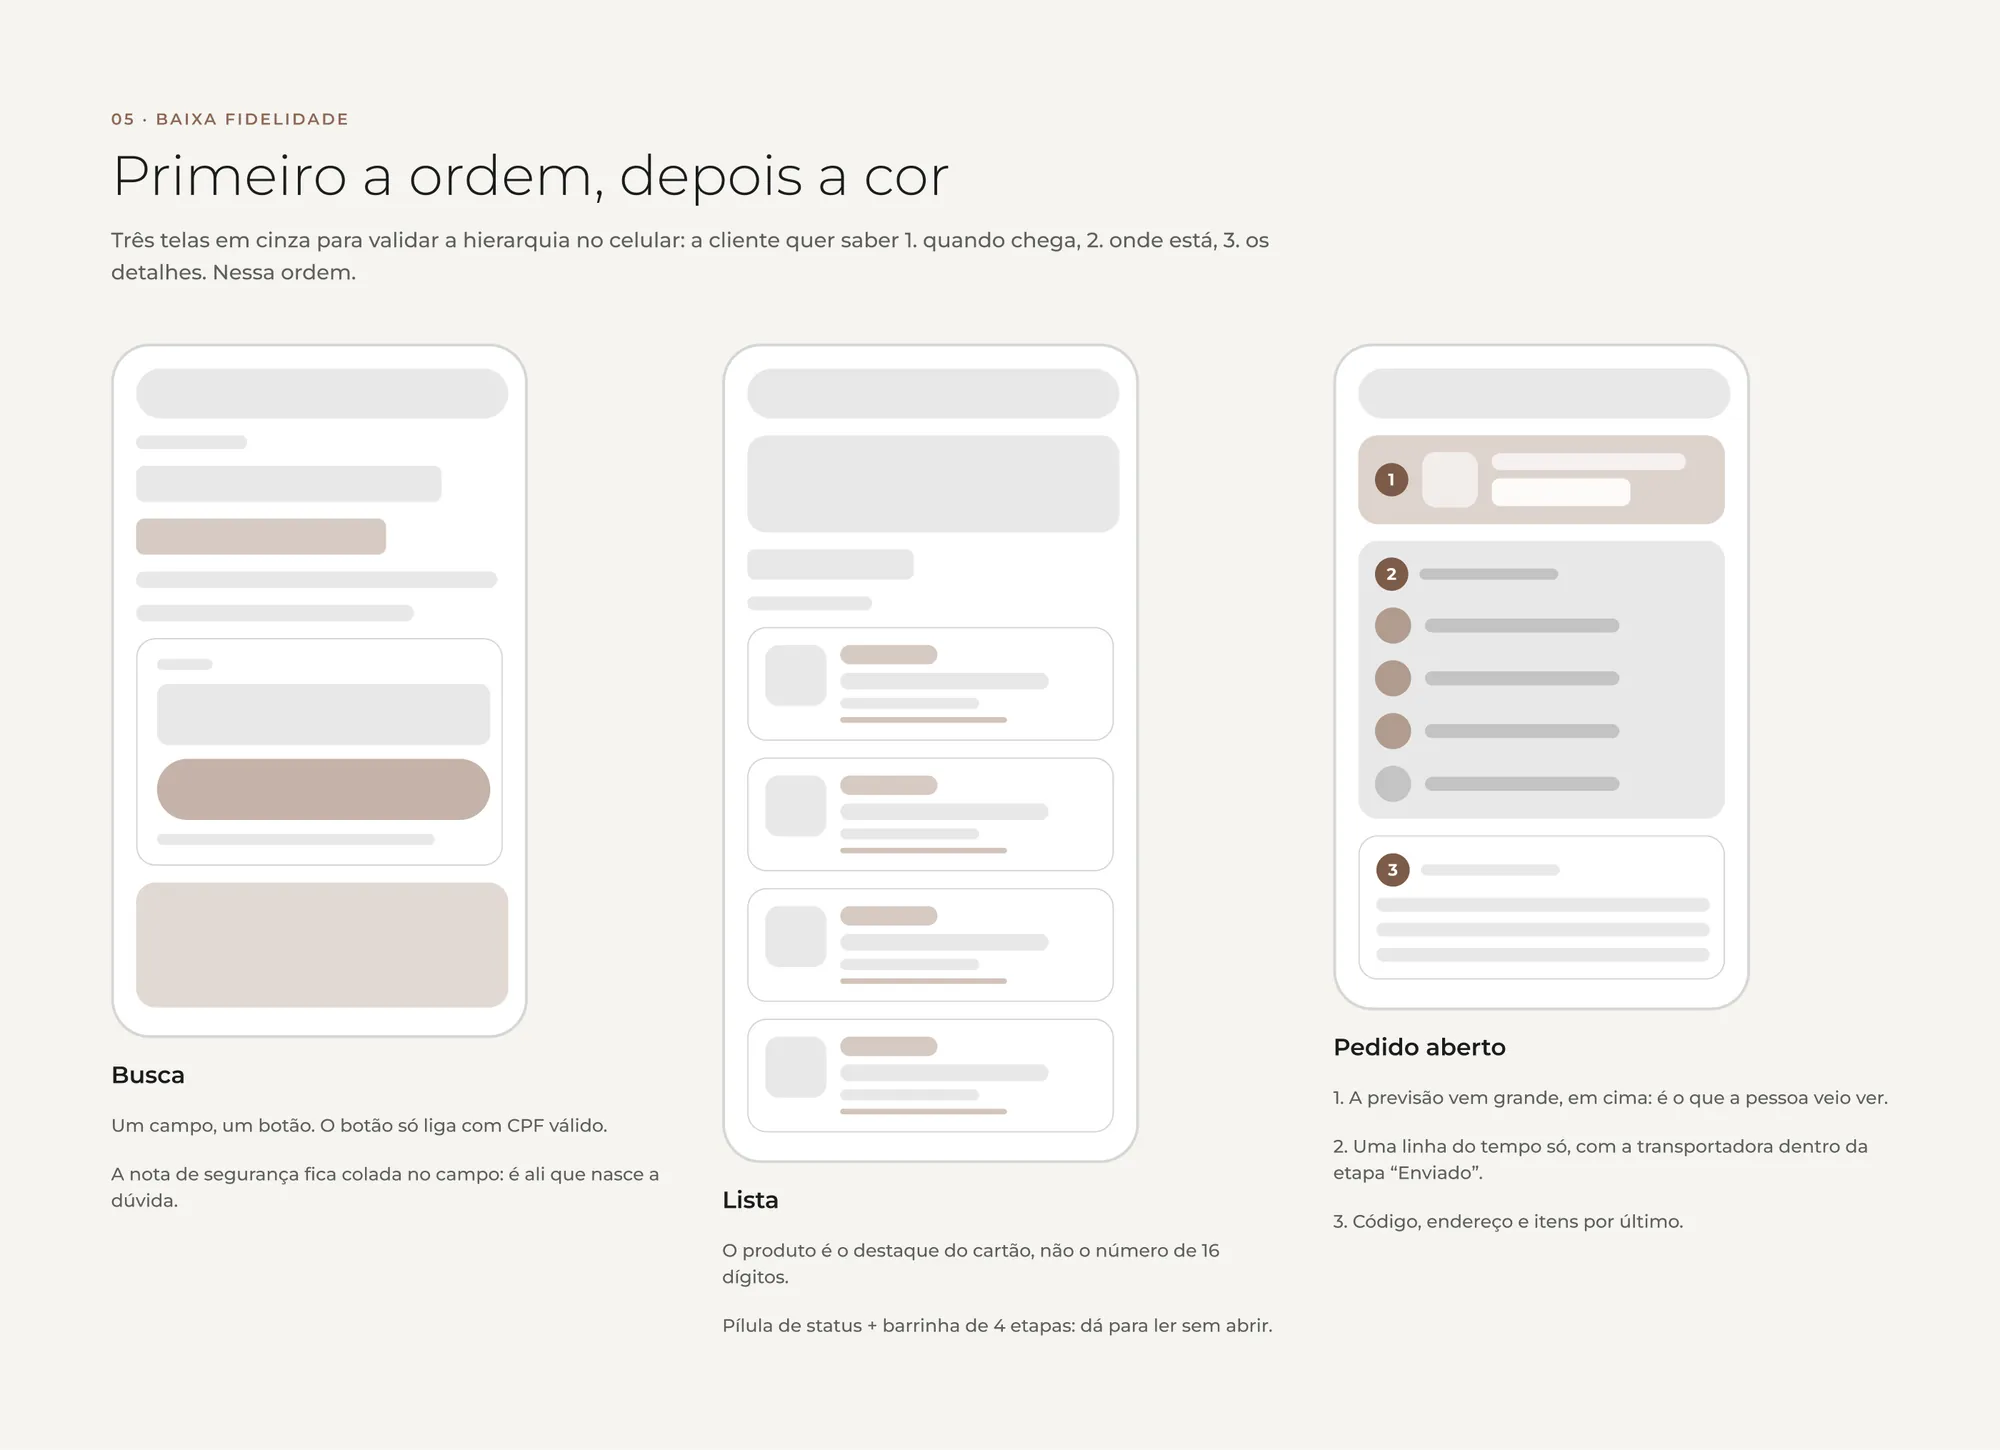 05 · BAIXA FIDELIDADE
Primeiro a ordem, depois a cor
Três telas em cinza para validar a hierarquia no celular: a cliente quer saber 1. quando chega, 2. onde está, 3. os
detalhes. Nessa ordem.
Busca
Um campo, um botão. O botão só liga com CPF válido.
A nota de segurança fica colada no campo: é ali que nasce a
dúvida.
Lista
O produto é o destaque do cartão, não o número de 16
dígitos.
Pílula de status + barrinha de 4 etapas: dá para ler sem abrir.
1
2
3
Pedido aberto
1. A previsão vem grande, em cima: é o que a pessoa veio ver.
2. Uma linha do tempo só, com a transportadora dentro da
etapa “Enviado”.
3. Código, endereço e itens por último.